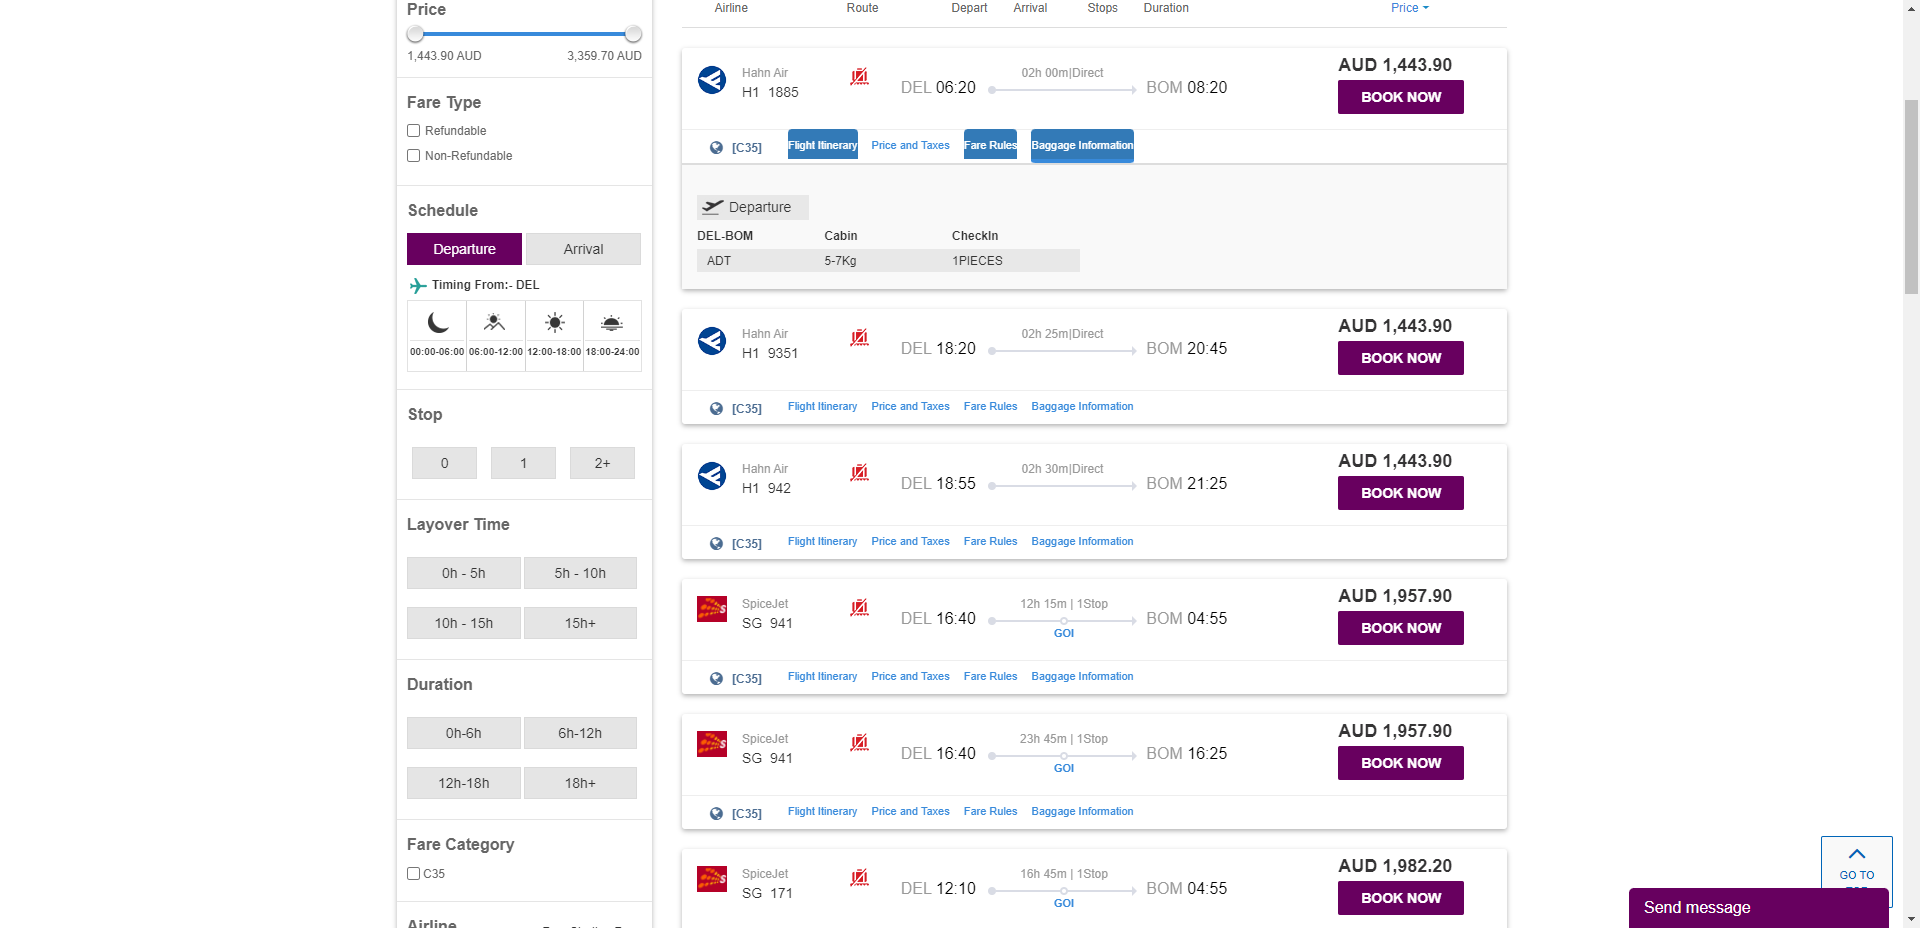 Price
1,443.90 AUD 3,359.70 AUD
Fare Type
Refundable
Non-Refundable
Schedule
Departure Arrival
Timing From:- DEL
00:00-06:00 06:00-12:00 12:00-18:00 18:00-24:00
Stop
0 1 2+
Layover Time
0h - 5h 5h - 10h
10h - 15h 15h+
Duration
0h-6h 6h-12h
12h-18h 18h+
Fare Category
C35
Airline
Airline Route Depart Arrival Stops Duration Price
Hahn Air
H1 1885
DEL 06:20
02h 00m|Direct
BOM 08:20
AUD 1,443.90
BOOK NOW
[C35] Flight Itinerary Price and Taxes Fare Rules Baggage Information
Departure
DEL-BOM Cabin CheckIn
ADT 5-7Kg 1PIECES
Hahn Air
H1 9351
DEL 18:20
02h 25m|Direct
BOM 20:45
AUD 1,443.90
BOOK NOW
[C35] Flight Itinerary Price and Taxes Fare Rules Baggage Information
Hahn Air
H1 942
DEL 18:55
02h 30m|Direct
BOM 21:25
AUD 1,443.90
BOOK NOW
[C35] Flight Itinerary Price and Taxes Fare Rules Baggage Information
SpiceJet
SG 941
DEL 16:40
12h 15m | 1Stop
GOI
BOM 04:55
AUD 1,957.90
BOOK NOW
[C35] Flight Itinerary Price and Taxes Fare Rules Baggage Information
SpiceJet
SG 941
DEL 16:40
23h 45m | 1Stop
GOI
BOM 16:25
AUD 1,957.90
BOOK NOW
[C35] Flight Itinerary Price and Taxes Fare Rules Baggage Information
SpiceJet
SG 171
DEL 12:10
16h 45m | 1Stop
GOI
BOM 04:55
AUD 1,982.20
BOOK NOW
GO TO
Send message